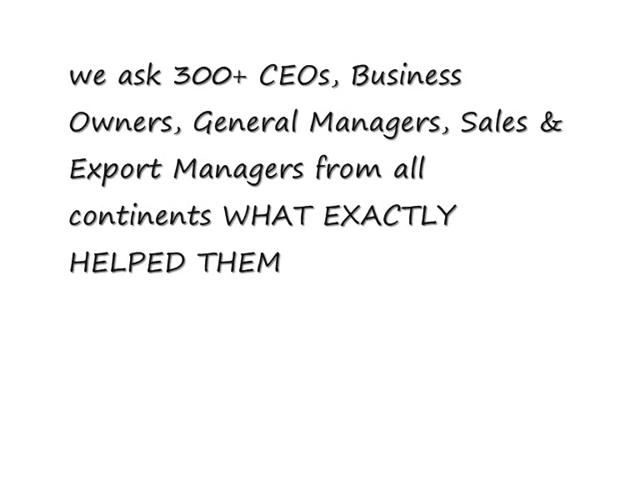 we ask 300+ CEOs, Business
Owners, General Managers, Sales &
Export Managers from all
continents WHAT EXACTLY
HELPED THEM